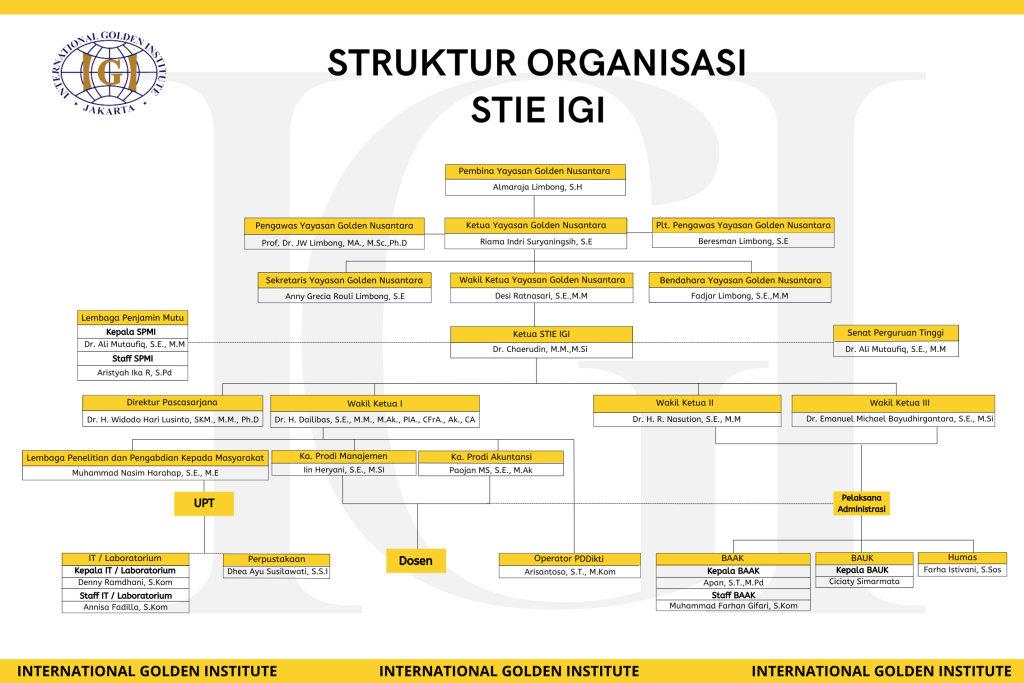 INTERNATIONAL GOLDEN INSTITUTE
IGI
• JAKARTA •
STRUKTUR ORGANISASI
STIE IGI
Pembina Yayasan Golden Nusantara
Almaraja Limbong, S.H
Pengawas Yayasan Golden Nusantara
Prof. Dr. JW Limbong, MA., M.Sc.,Ph.D
Ketua Yayasan Golden Nusantara
Riama Indri Suryaningsih, S.E
Plt. Pengawas Yayasan Golden Nusantara
Beresman Limbong, S.E
Sekretaris Yayasan Golden Nusantara
Anny Grecia Rouli Limbong, S.E
Wakil Ketua Yayasan Golden Nusantara
Desi Ratnasari, S.E.,M.M
Bendahara Yayasan Golden Nusantara
Fadjar Limbong, S.E.,M.M
Lembaga Penjamin Mutu
Kepala SPMI
Dr. Ali Mutaufiq, S.E., M.M
Staff SPMI
Aristyah Ika R, S.Pd
Ketua STIE IGI
Dr. Chaerudin, M.M.,M.Si
Senat Perguruan Tinggi
Dr. Ali Mutaufiq, S.E., M.M
Direktur Pascasarjana
Dr. H. Widodo Hari Lusinto, SKM., M.M., Ph.D
Wakil Ketua I
Dr. H. Dailibas, S.E., M.M., M.Ak., PIA., CFrA., Ak., CA
Wakil Ketua II
Dr. H. R. Nasution, S.E., M.M
Wakil Ketua III
Dr. Emanuel Michael Bayudhirgantara, S.E., M.Si
Lembaga Penelitian dan Pengabdian Kepada Masyarakat
Muhammad Nasim Harahap, S.E., M.E
Ka. Prodi Manajemen
Iin Heryani, S.E., M.SI
Ka. Prodi Akuntansi
Paojan MS, S.E., M.Ak
UPT
Pelaksana
Administrasi
IT / Laboratorium
Kepala IT / Laboratorium
Denny Ramdhani, S.Kom
Staff IT / Laboratorium
Annisa Fadilla, S.Kom
Perpustakaan
Dhea Ayu Susilawati, S.S.I
Dosen
Operator PDDikti
Arisantoso, S.T., M.Kom
BAAK
Kepala BAAK
Apan, S.T.,M.Pd
Staff BAAK
Muhammad Farhan Gifari, S.Kom
BAUK
Kepala BAUK
Ciciaty Simarmata
Humas
Farha Istivani, S.Sos
INTERNATIONAL GOLDEN INSTITUTE
INTERNATIONAL GOLDEN INSTITUTE
INTERNATIONAL GOLDEN INSTITUTE